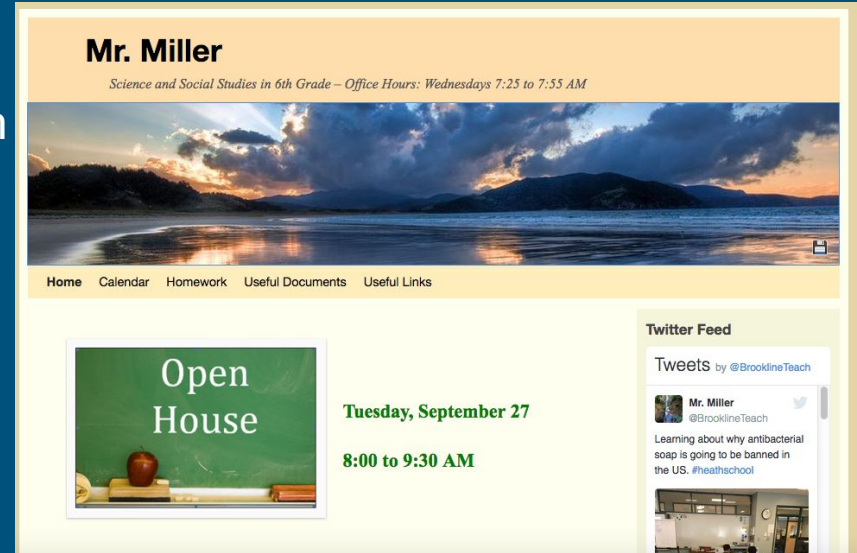 Mr. Miller
Science and Social Studies in 6th Grade – Office Hours: Wednesdays 7:25 to 7:55 AM
Home Calendar Homework Useful Documents Useful Links
Open
House
Tuesday, September 27
8:00 to 9:30 AM
Twitter Feed
Tweets by @BrooklineTeach
Mr. Miller
@BrooklineTeach
Learning about why antibacterial
soap is going to be banned in
the US. #heathschool